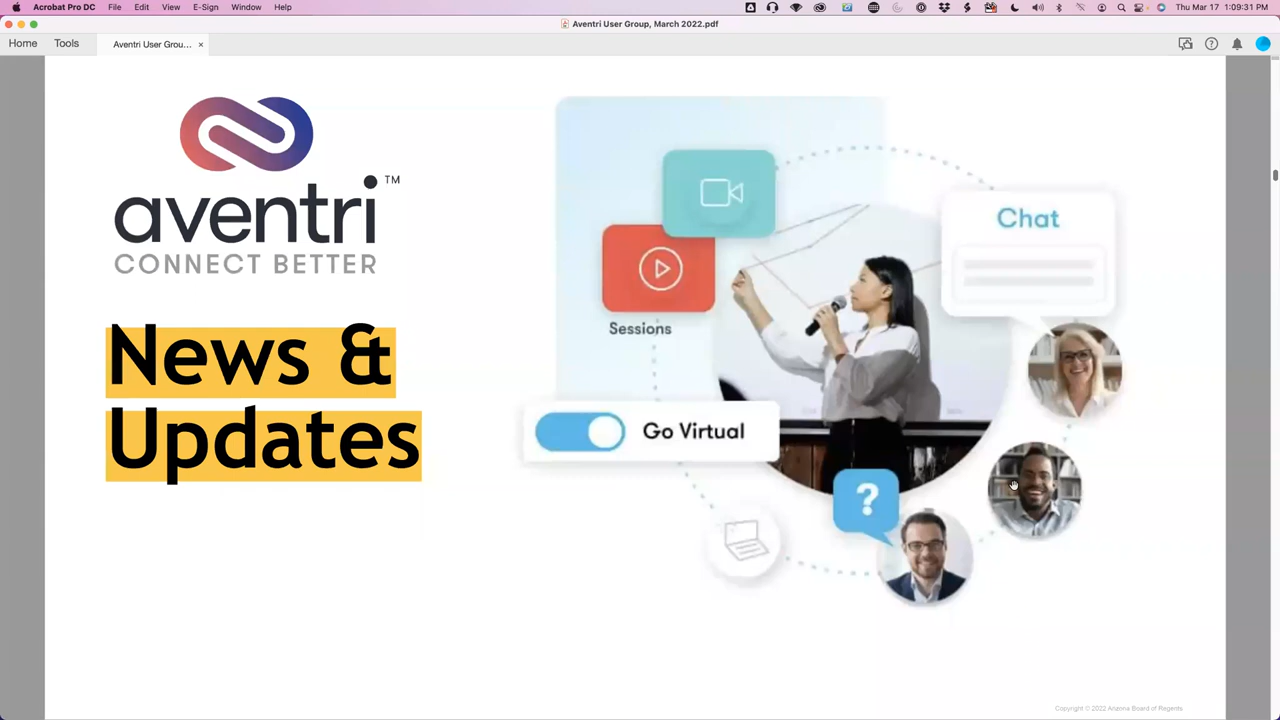 Acrobat Pro DC File Edit View E-Sign Window Help
Thu Mar 17 1:09:31 PM
Aventri User Group, March 2022.pdf
Home Tools Aventri User Grou... ×
aventri™
CONNECT BETTER
News &
Updates
Chat
Sessions
Go Virtual
?
Copyright © 2022 Arizona Board of Regents